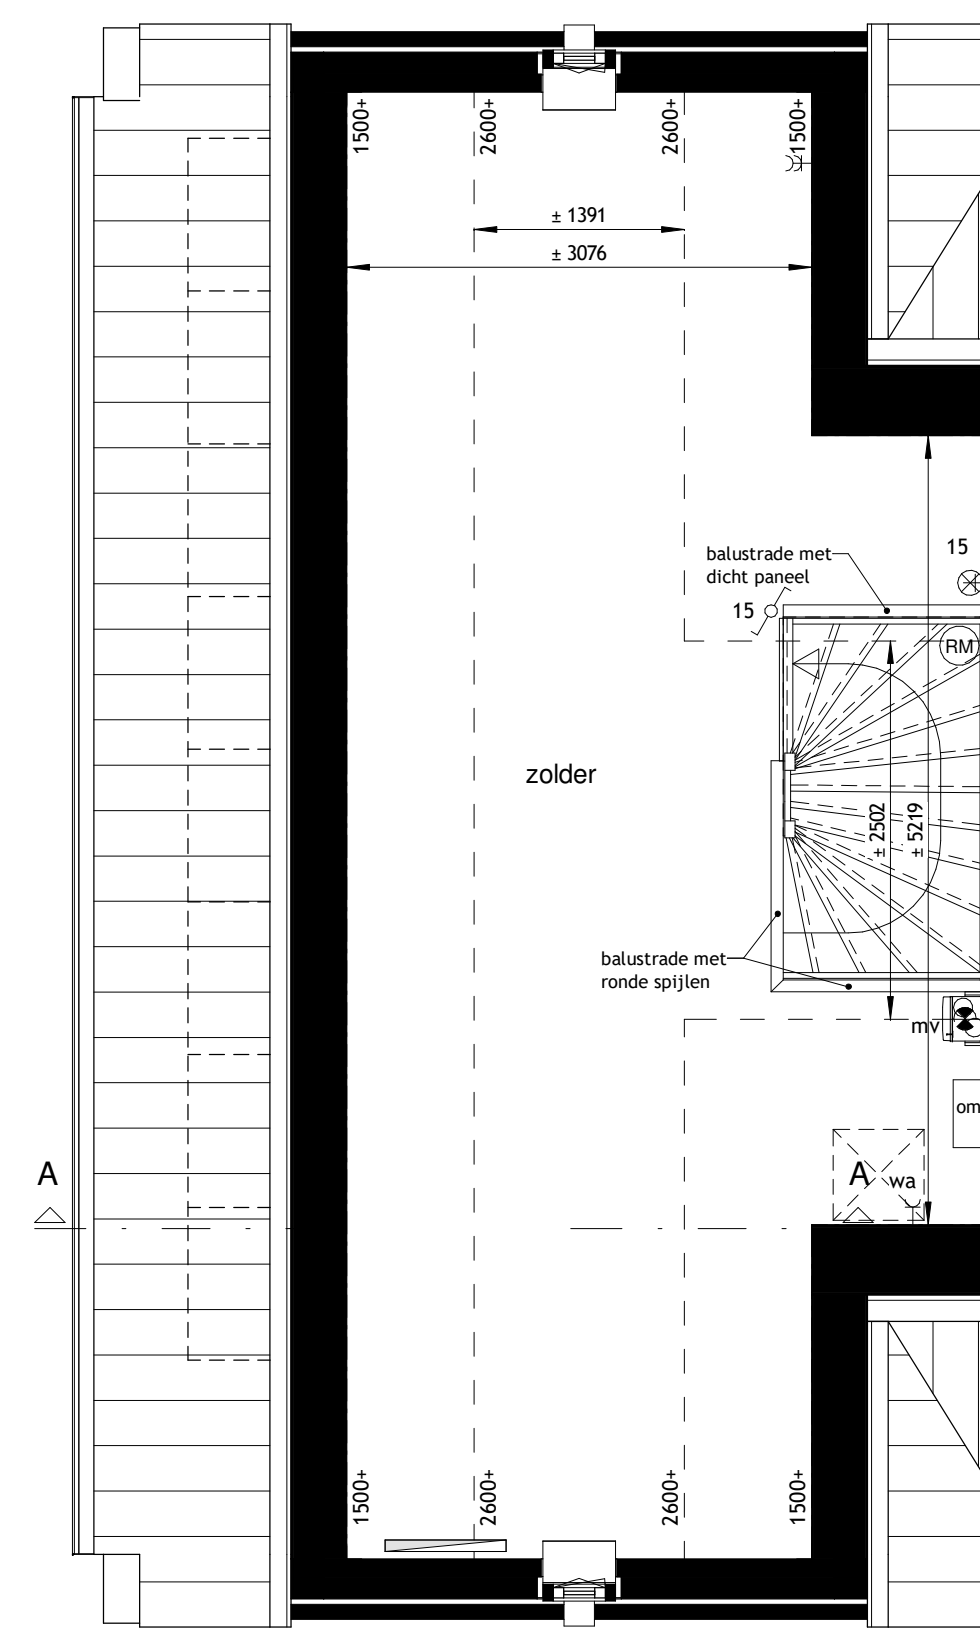 1500+
2600+
2600+
1500+
± 1391
± 3076
balustrade met
dicht paneel
15
15
RM
zolder
± 2502
± 5219
balustrade met
ronde spijlen
mv
om
A
A
wa
1500+
2600+
2600+
1500+